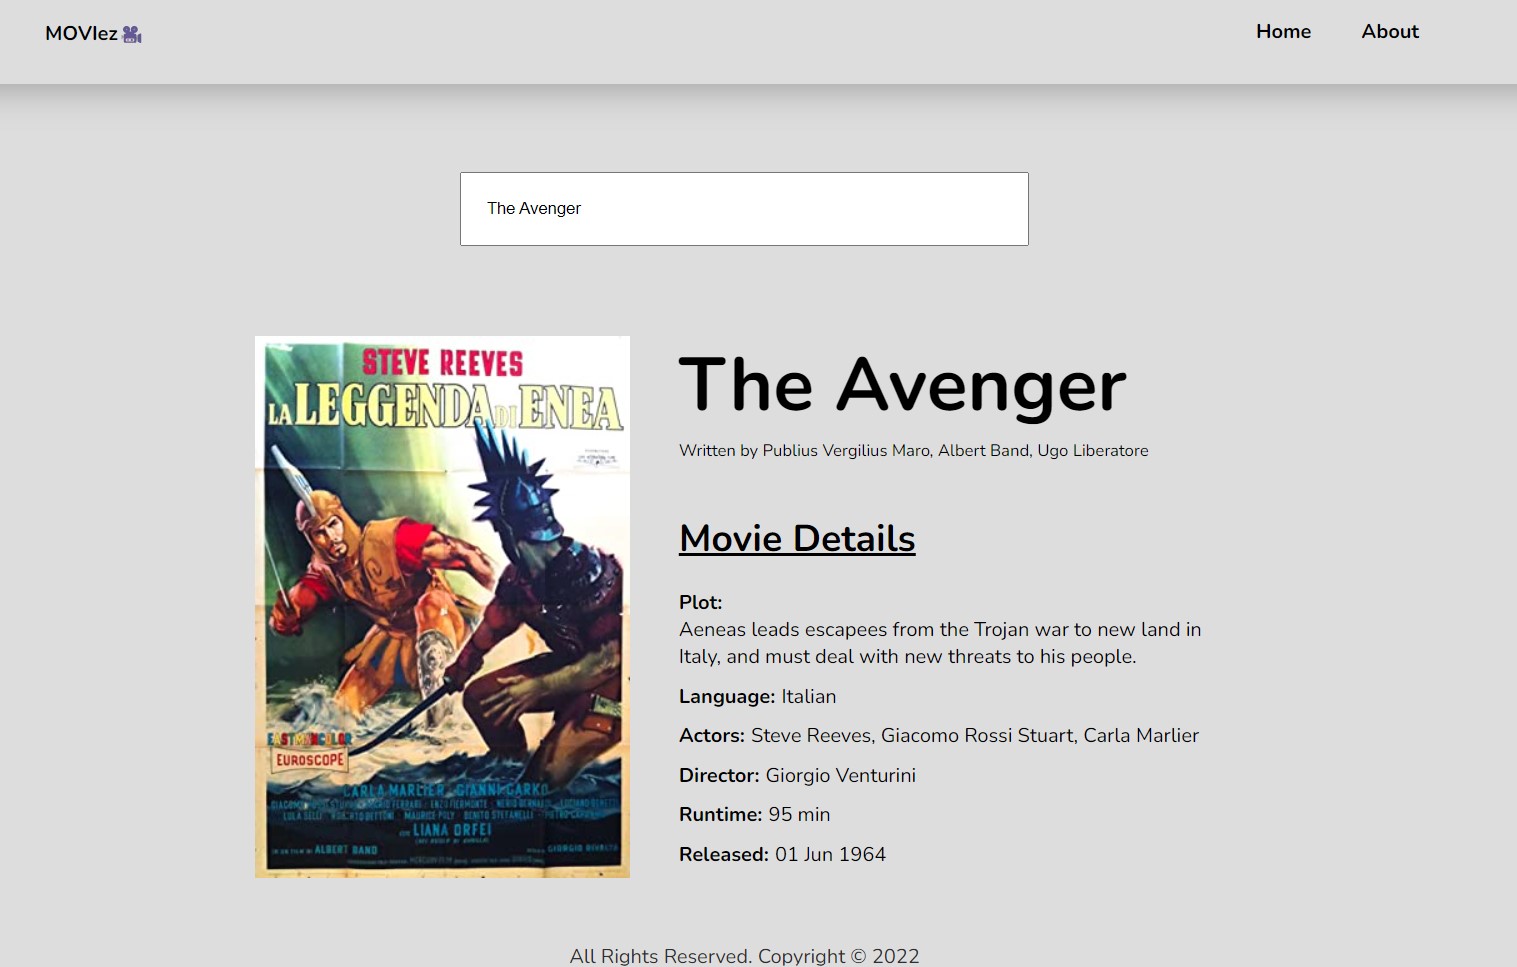 MOVIez
Home
About
The Avenger
STEVE REEVES
LA LEGGENDA DI ENEA
EASTMANCOLOR
EUROSCOPE
CARLA MARLIER GIANNI GARKO
LIANA ORFEI
ALBERT BAND
The Avenger
Written by Publius Vergilius Maro, Albert Band, Ugo Liberatore
Movie Details
Plot:
Aeneas leads escapees from the Trojan war to new land in
Italy, and must deal with new threats to his people.
Language: Italian
Actors: Steve Reeves, Giacomo Rossi Stuart, Carla Marlier
Director: Giorgio Venturini
Runtime: 95 min
Released: 01 Jun 1964
All Rights Reserved. Copyright © 2022